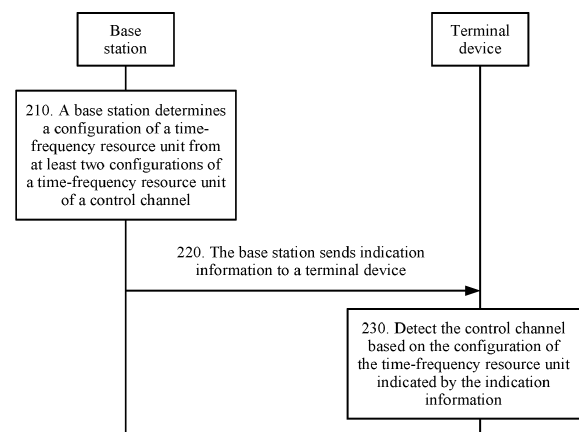 Base
station
Terminal
device
210. A base station determines
a configuration of a time-
frequency resource unit from
at least two configurations of
a time-frequency resource unit
of a control channel
220. The base station sends indication
information to a terminal device
230. Detect the control channel
based on the configuration of
the time-frequency resource unit
indicated by the indication
information